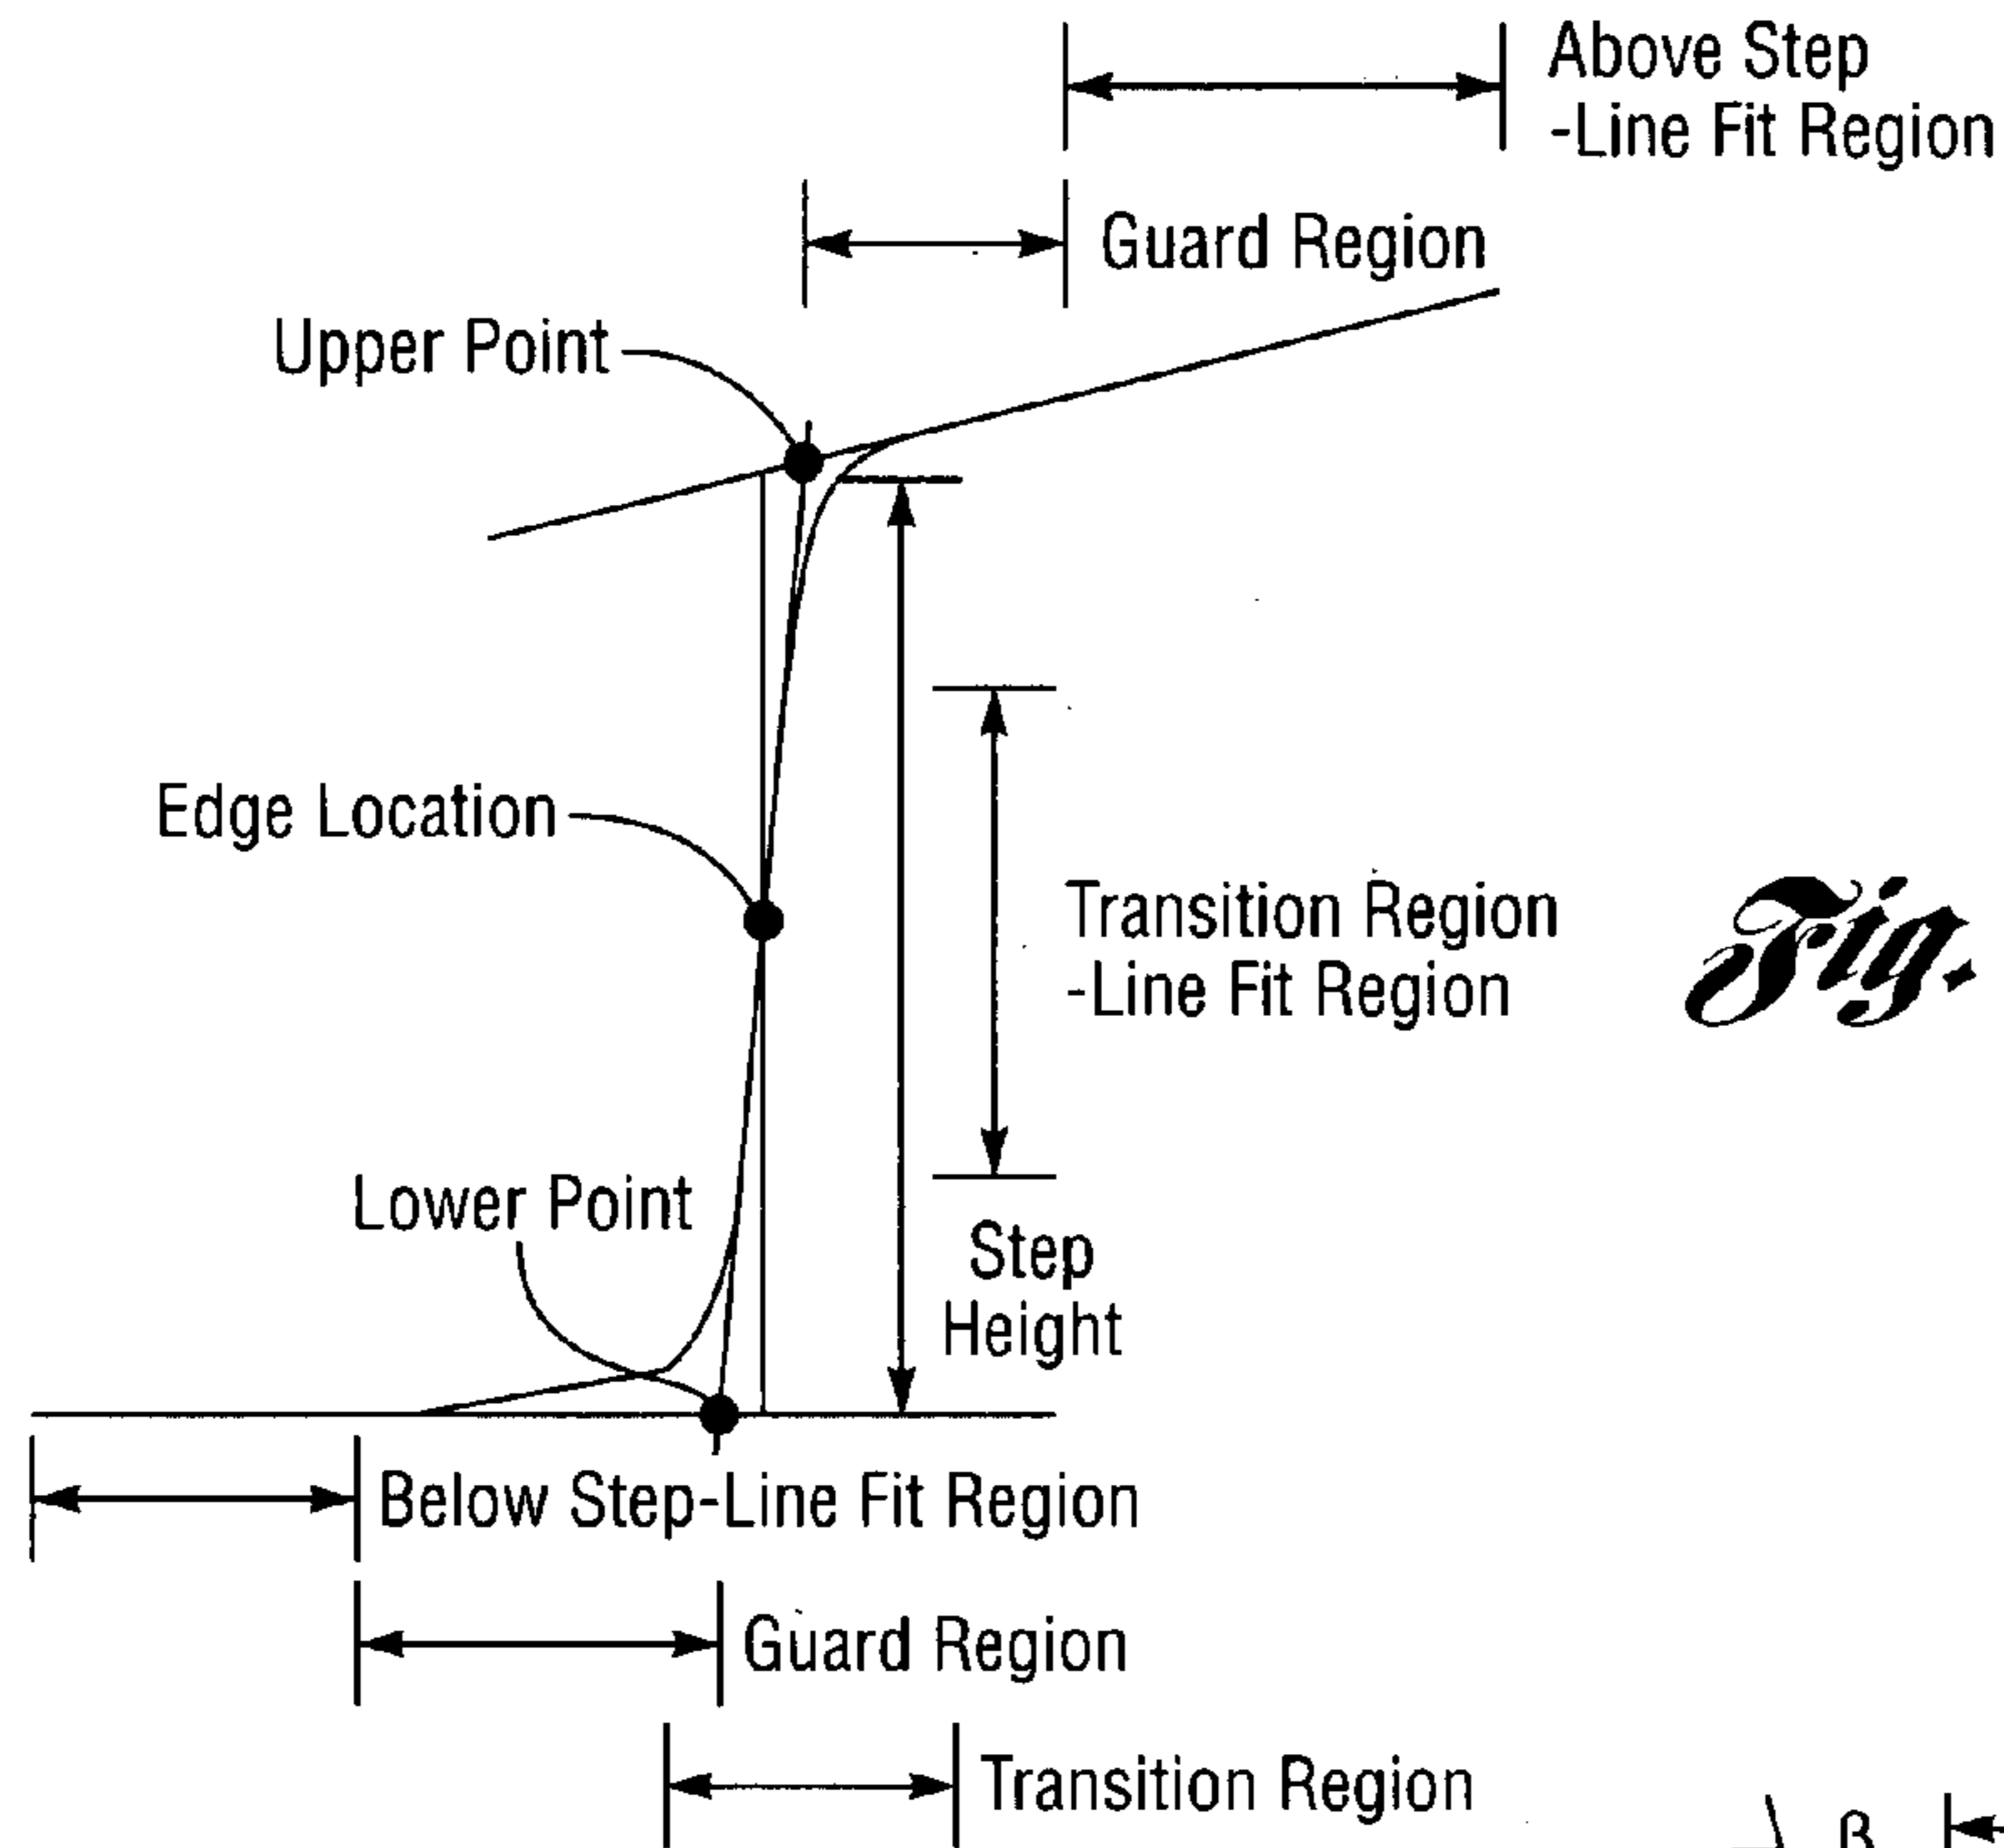 Above Step
-Line Fit Region
Guard Region
Upper Point
Edge Location
Transition Region
-Line Fit Region
Fig.
Lower Point
Step
Height
Below Step-Line Fit Region
Guard Region
Transition Region
β